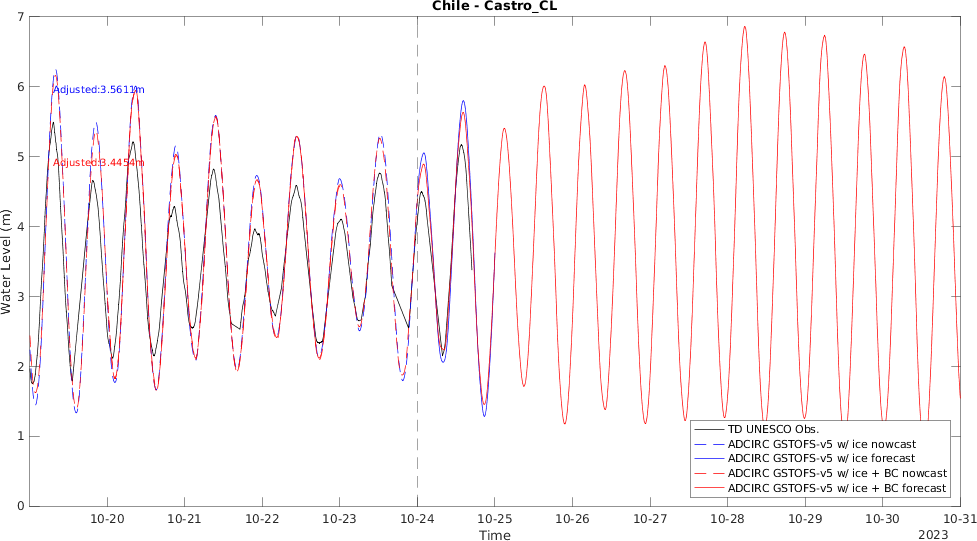 Chile - Castro_CL
7
6
5
4
3
2
1
0
Water Level (m)
Adjusted:3.5611m
Adjusted:3.4454m
TD UNESCO Obs.
ADCIRC GSTOFS-v5 w/ ice nowcast
ADCIRC GSTOFS-v5 w/ ice forecast
ADCIRC GSTOFS-v5 w/ ice + BC nowcast
ADCIRC GSTOFS-v5 w/ ice + BC forecast
10-20 10-21 10-22 10-23 10-24 10-25 10-26 10-27 10-28 10-29 10-30 10-31
Time
2023